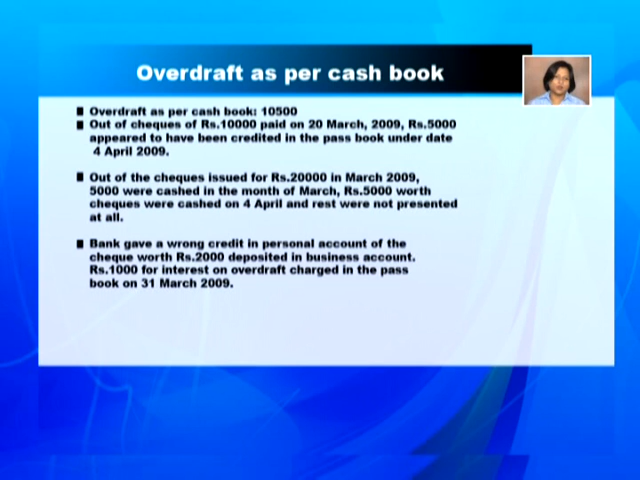 Overdraft as per cash book
Overdraft as per cash book: 10500
Out of cheques of Rs.10000 paid on 20 March, 2009, Rs.5000
appeared to have been credited in the pass book under date
4 April 2009.
Out of the cheques issued for Rs.20000 in March 2009,
5000 were cashed in the month of March, Rs.5000 worth
cheques were cashed on 4 April and rest were not presented
at all.
Bank gave a wrong credit in personal account of the
cheque worth Rs.2000 deposited in business account.
Rs.1000 for interest on overdraft charged in the pass
book on 31 March 2009.